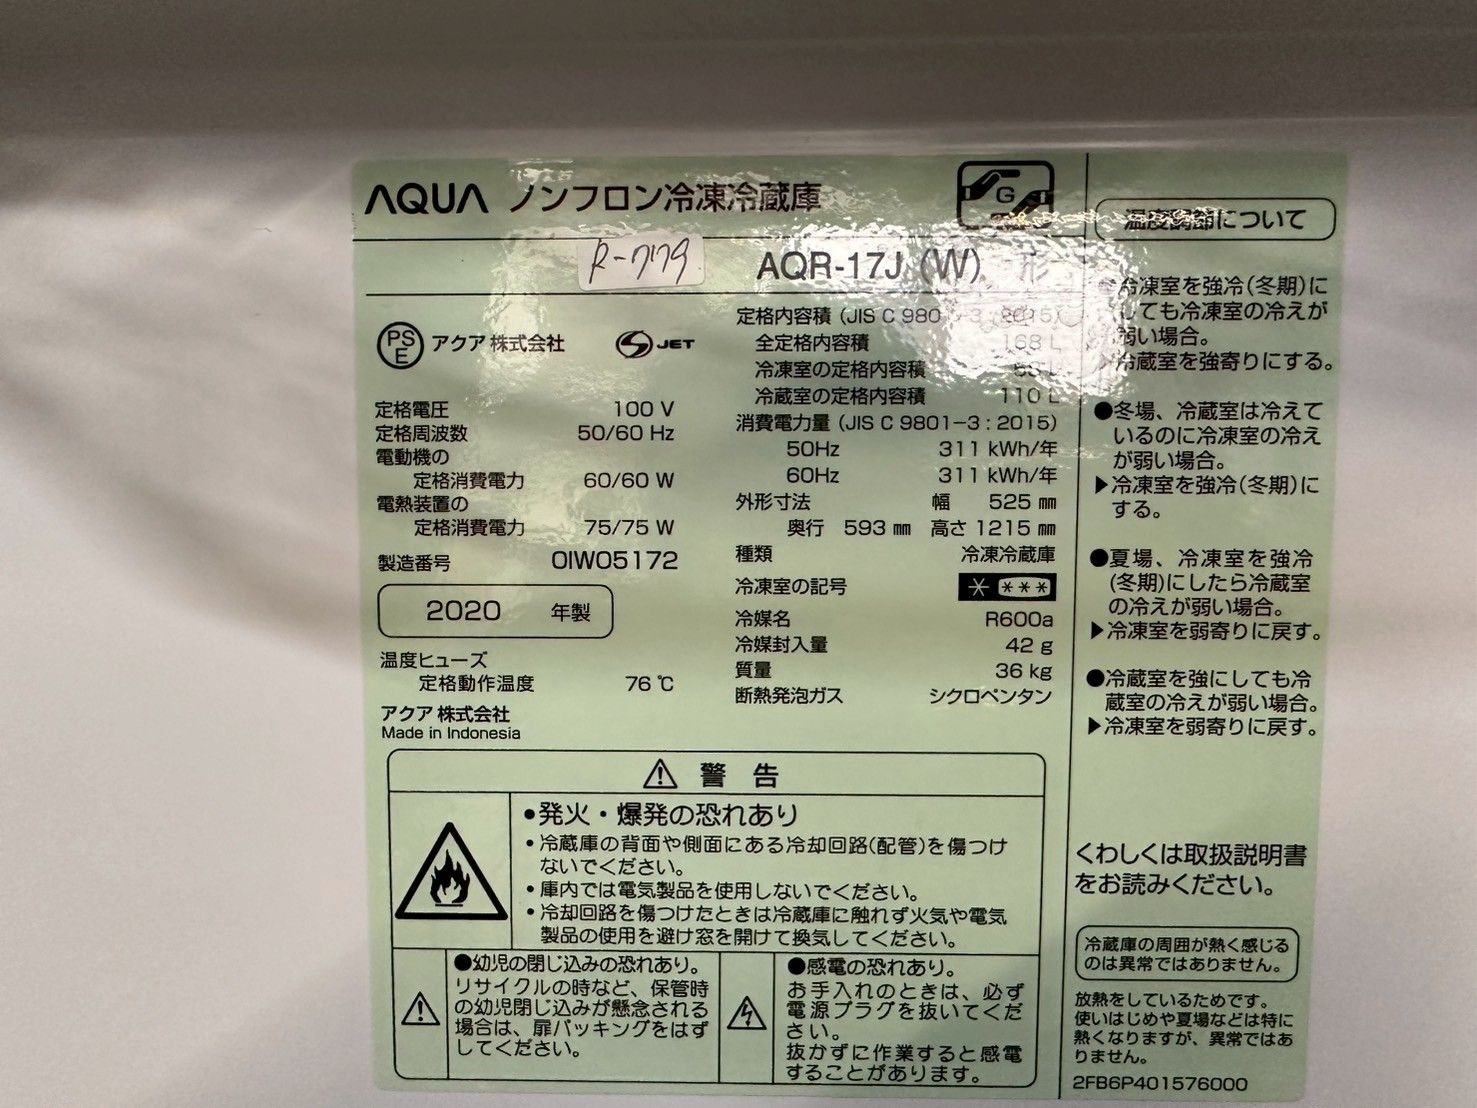 AQUA ノンフロン冷凍冷蔵庫
G
R-779
AQR-17J (W) 形
PSE アクア 株式会社
S JET
定格電圧 100 V
定格周波数 50/60 Hz
電動機の
定格消費電力 60/60 W
電熱装置の
定格消費電力 75/75 W
製造番号 OIW05172
2020 年製
温度ヒューズ
定格動作温度 76 ℃
アクア 株式会社
Made in Indonesia
定格内容積 (JIS C 9801-3 : 2015)
全定格内容積 168 L
冷凍室の定格内容積 58 L
冷蔵室の定格内容積 110 L
消費電力量 (JIS C 9801-3 : 2015)
50Hz 311 kWh/年
60Hz 311 kWh/年
外形寸法 幅 525 ㎜
奥行 593 ㎜ 高さ 1215 ㎜
種類 冷凍冷蔵庫
冷凍室の記号 * ***
冷媒名 R600a
冷媒封入量 42 g
質量 36 kg
断熱発泡ガス シクロペンタン
⚠ 警 告
•発火・爆発の恐れあり
•冷蔵庫の背面や側面にある冷却回路(配管)を傷つけ
ないでください。
•庫内では電気製品を使用しないでください。
•冷却回路を傷つけたときは冷蔵庫に触れず火気や電気
製品の使用を避け窓を開けて換気してください。
●幼児の閉じ込みの恐れあり。
リサイクルの時など、保管時
の幼児閉じ込みが懸念される
場合は、扉パッキングをはず
してください。
●感電の恐れあり。
お手入れのときは、必ず
電源プラグを抜いてくだ
さい。
抜かずに作業すると感電
することがあります。
温度調節について
●冷凍室を強冷(冬期)に
しても冷凍室の冷えが
弱い場合。
▶冷蔵室を強寄りにする。
●冬場、冷蔵室は冷えて
いるのに冷凍室の冷え
が弱い場合。
▶冷凍室を強冷(冬期)に
する。
●夏場、冷凍室を強冷
(冬期)にしたら冷蔵室
の冷えが弱い場合。
▶冷凍室を弱寄りに戻す。
●冷蔵室を強にしても冷
蔵室の冷えが弱い場合。
▶冷凍室を弱寄りに戻す。
くわしくは取扱説明書
をお読みください。
冷蔵庫の周囲が熱く感じる
のは異常ではありません。
放熱をしているためです。
使いはじめや夏場などは特に
熱くなりますが、異常ではあ
りません。
2FB6P401576000